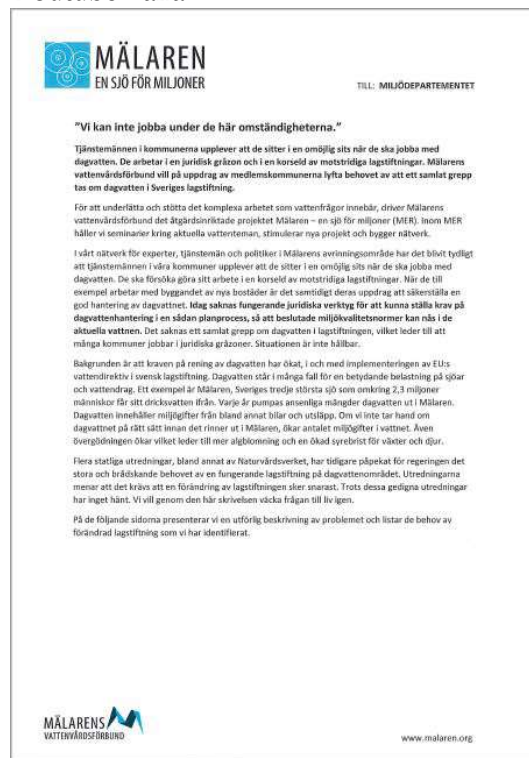 MÄLAREN
EN SJÖ FÖR MILJONER
TILL: MILJÖDEPARTEMENTET
"Vi kan inte jobba under de här omständigheterna."
Tjänstemännen i kommunerna upplever att de sitter i en omöjlig sits när de ska jobba med
dagvatten. De arbetar i en juridisk gråzon och i en korseld av motstridiga lagstiftningar. Mälarens
vattenvårdsförbund vill på uppdrag av medlemskommunerna lyfta behovet av att ett samlat grepp
tas om dagvatten i Sveriges lagstiftning.
För att underlätta och stötta det komplexa arbetet som vattenfrågor innebär, driver Mälarens
vattenvårdsförbund det åtgärdsinriktade projektet Mälaren – en sjö för miljoner (MER). Inom MER
håller vi seminarier kring aktuella vattenteman, stimulerar nya projekt och bygger nätverk.
I vårt nätverk för experter, tjänstemän och politiker i Mälarens avrinningsområde har det blivit tydligt
att tjänstemännen i våra kommuner upplever att de sitter i en omöjlig sits när de ska jobba med
dagvatten. De ska försöka göra sitt arbete i en korseld av motstridiga lagstiftningar. När de till
exempel arbetar med byggandet av nya bostäder är det samtidigt deras uppdrag att säkerställa en
god hantering av dagvattnet. Idag saknas fungerande juridiska verktyg för att kunna ställa krav på
dagvattenhantering i en sådan planprocess, så att beslutade miljökvalitetsnormer kan nås i de
aktuella vattnen. Det saknas ett samlat grepp om dagvatten i lagstiftningen, vilket leder till att
många kommuner jobbar i juridiska gråzoner. Situationen är inte hållbar.
Bakgrunden är att kraven på rening av dagvatten har ökat, i och med implementeringen av EU:s
vattendirektiv i svensk lagstiftning. Dagvatten står i många fall för en betydande belastning på sjöar
och vattendrag. Ett exempel är Mälaren, Sveriges tredje största sjö som omkring 2,3 miljoner
människor får sitt dricksvatten ifrån. Varje år pumpas ansenliga mängder dagvatten ut i Mälaren.
Dagvatten innehåller miljögifter från bland annat bilar och utsläpp. Om vi inte tar hand om
dagvattnet på rätt sätt innan det rinner ut i Mälaren, ökar antalet miljögifter i vattnet. Även
övergödningen ökar vilket leder till mer algblomning och en ökad syrebrist för växter och djur.
Flera statliga utredningar, bland annat av Naturvårdsverket, har tidigare påpekat för regeringen det
stora och brådskande behovet av en fungerande lagstiftning på dagvattenområdet. Utredningarna
menar att det krävs att en förändring av lagstiftningen sker snarast. Trots dessa gedigna utredningar
har inget hänt. Vi vill genom den här skrivelsen väcka frågan till liv igen.
På de följande sidorna presenterar vi en utförlig beskrivning av problemet och listar de behov av
förändrad lagstiftning som vi har identifierat.
MÄLARENS
VATTENVÅRDSFÖRBUND
www.malaren.org